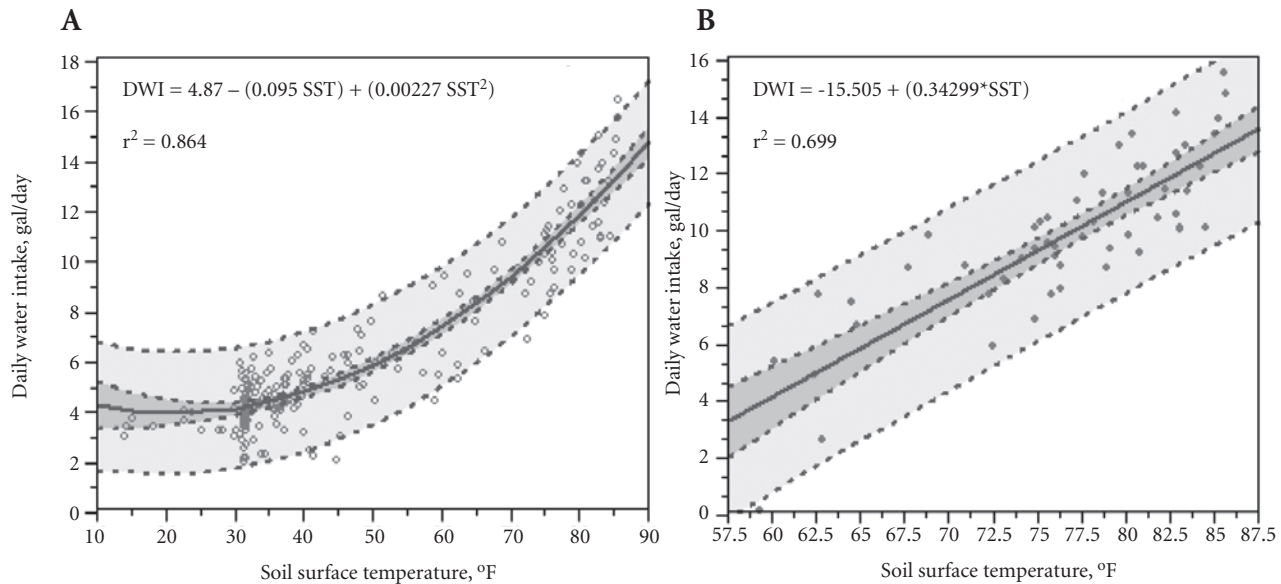 A
B
DWI = 4.87 – (0.095 SST) + (0.00227 SST²)
r² = 0.864
Daily water intake, gal/day
18
16
14
12
10
8
6
4
2
0
10 20 30 40 50 60 70 80 90
Soil surface temperature, ºF
DWI = -15.505 + (0.34299*SST)
r² = 0.699
Daily water intake, gal/day
16
14
12
10
8
6
4
2
0
57.5 60 62.5 65 67.5 70 72.5 75 77.5 80 82.5 85 87.5
Soil surface temperature, ºF